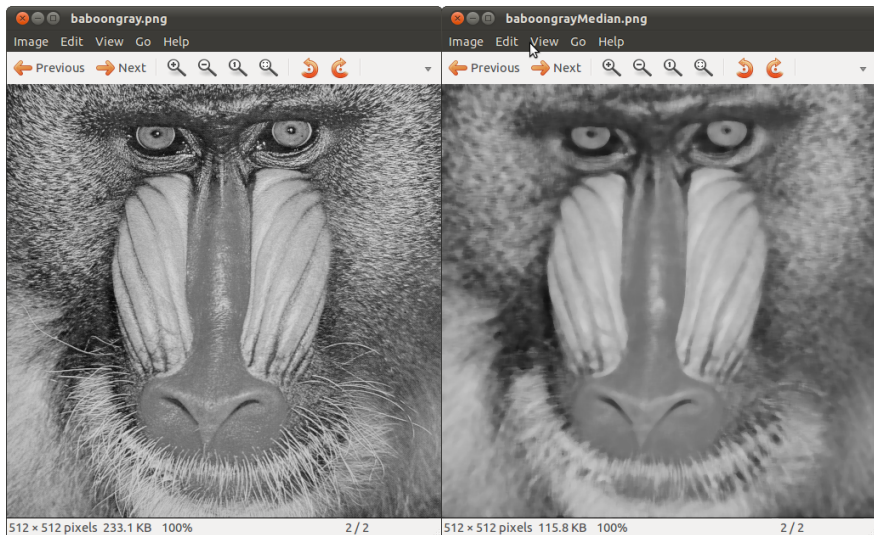 baboongray.png
Image Edit View Go Help
Previous Next
512 × 512 pixels 233.1 KB 100% 2 / 2
baboongrayMedian.png
Image Edit View Go Help
Previous Next
512 × 512 pixels 115.8 KB 100% 2 / 2